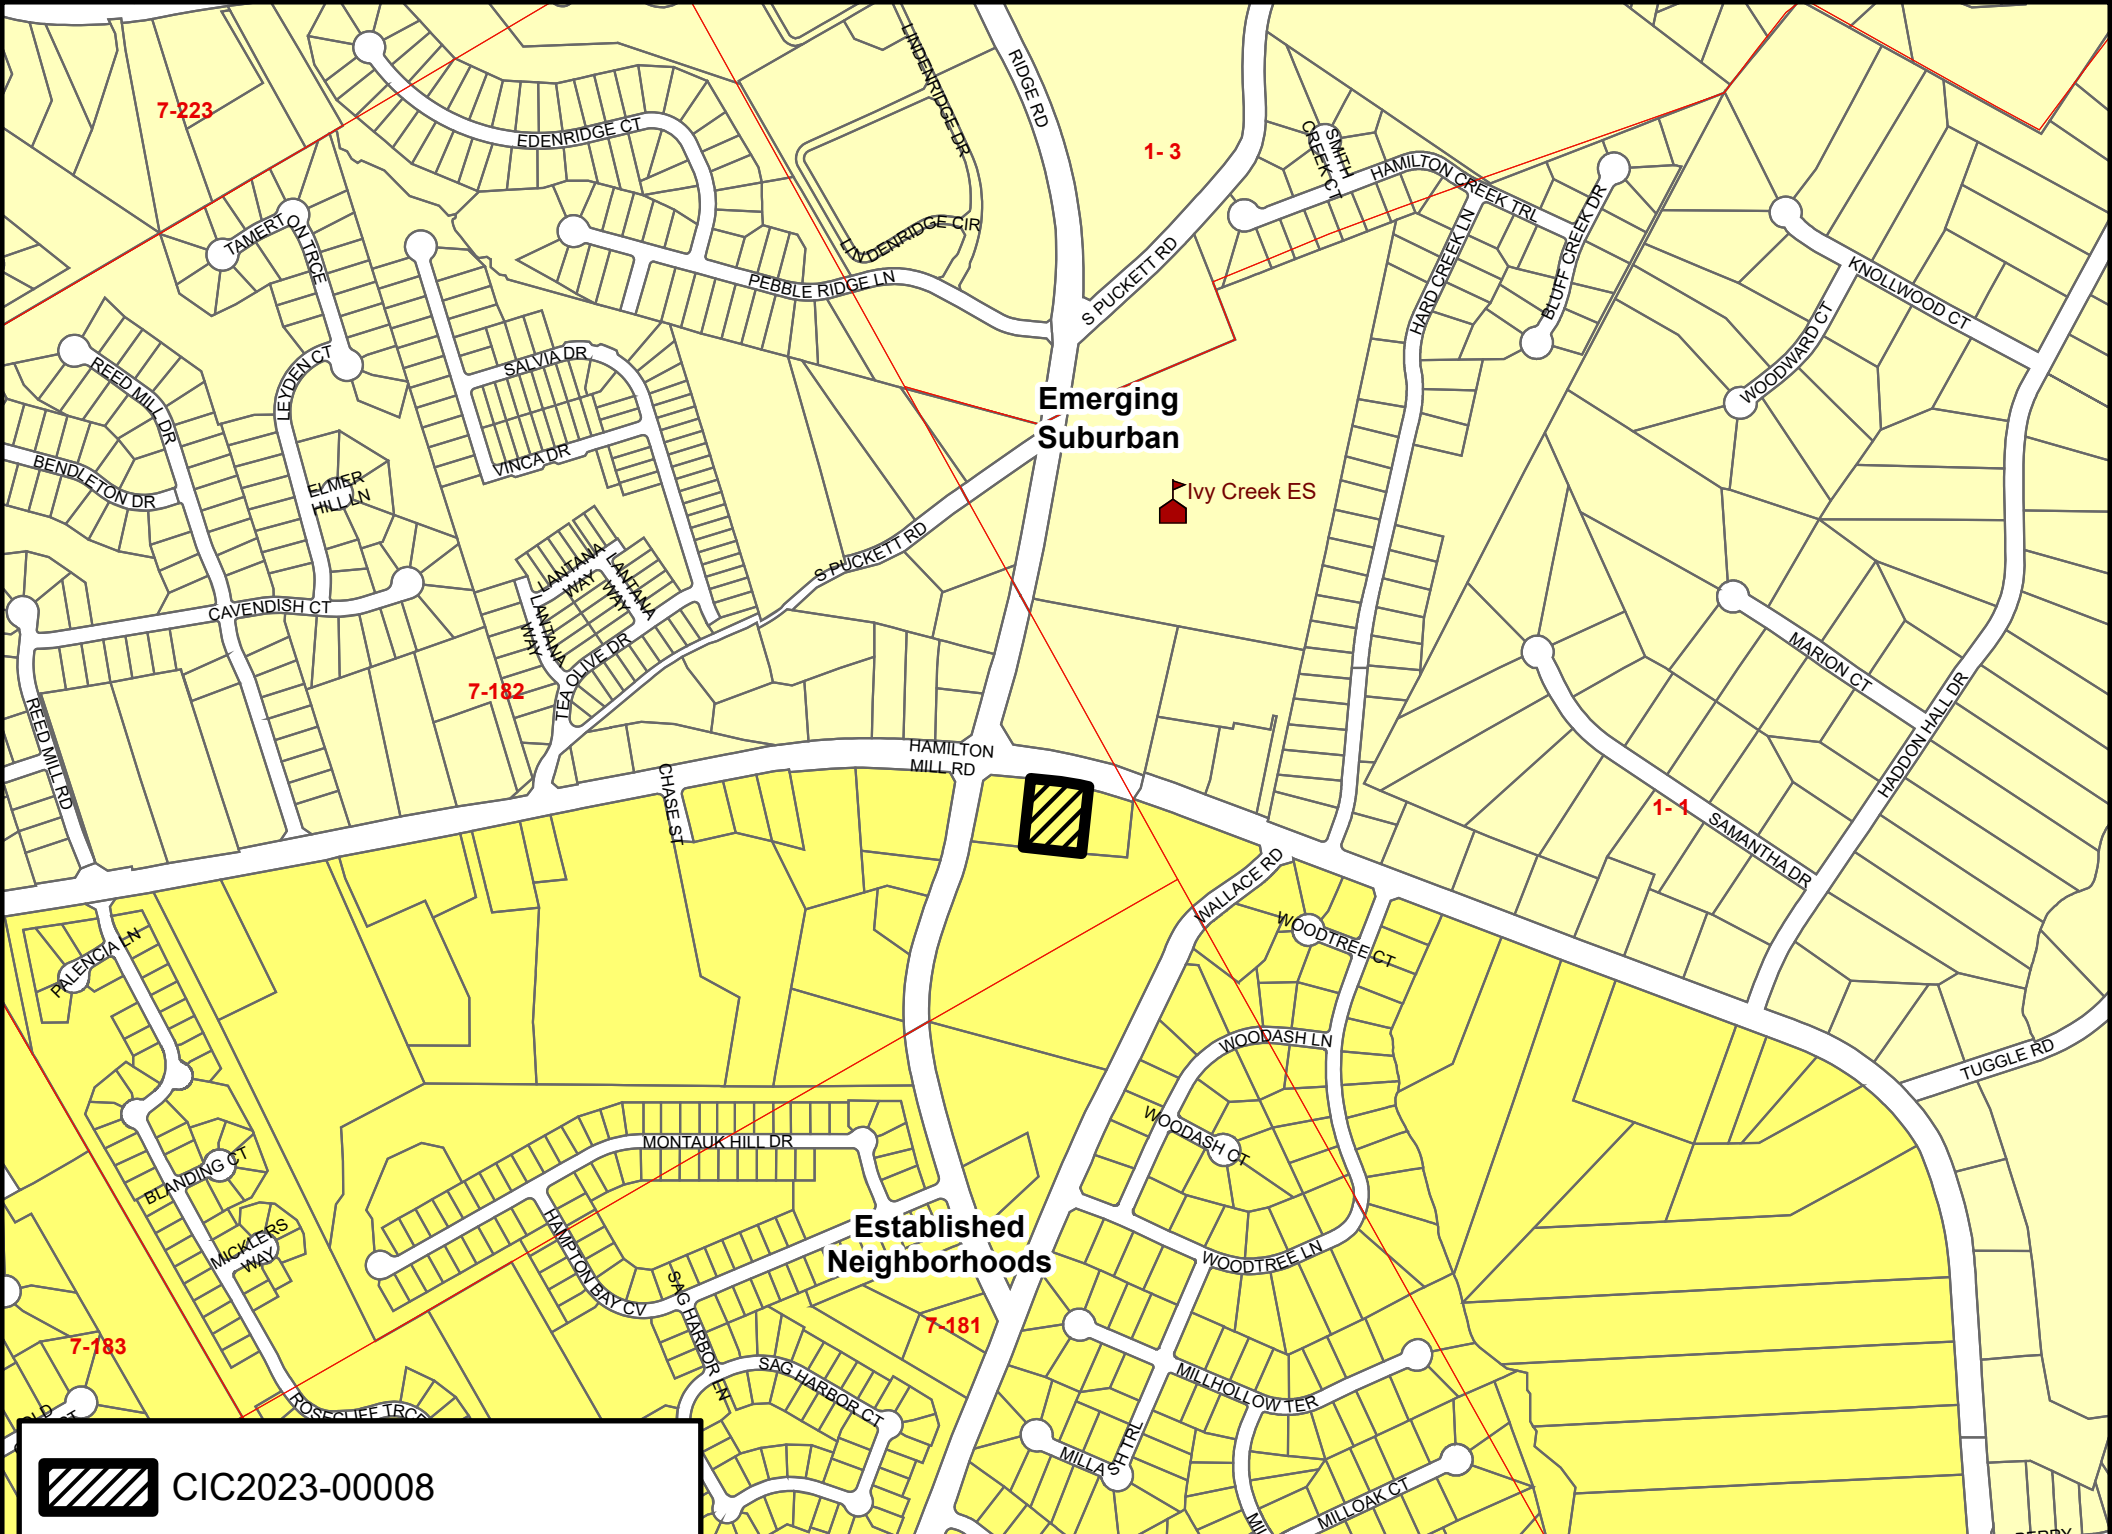 7-223
EDENRIDGE CT
LINDENRIDGE DR
RIDGE RD
1- 3
SMITH
CREEK CT
HAMILTON CREEK TRL
BLUFF CREEK DR
HARD CREEK LN
TAMERTON TRCE
LINDENRIDGE CIR
PEBBLE RIDGE LN
S PUCKETT RD
KNOLLWOOD CT
WOODWARD CT
REED MILL DR
LEYDEN CT
SALVIA DR
Emerging
Suburban
VINCA DR
BENDLETON DR
ELMER
HILL LN
Ivy Creek ES
S PUCKETT RD
LANTANA
WAY
LANTANA
WAY
LANTANA
WAY
CAVENDISH CT
TEA OLIVE DR
7-182
MARION CT
REED MILL RD
HADDON HALL DR
HAMILTON
MILL RD
CHASE ST
1- 1
SAMANTHA DR
WALLACE RD
WOODTREE CT
PALENCIA LN
WOODASH LN
TUGGLE RD
WOODASH CT
MONTAUK HILL DR
BLANDING CT
MICKLERS
WAY
HAMPTON BAY CV
Established
Neighborhoods
WOODTREE LN
SAG HARBOR LN
7-181
7-183
SAG HARBOR CT
MILLHOLLOW TER
ROSECLIFF TRCE
MILLASH TRL
MILLOAK CT
CIC2023-00008